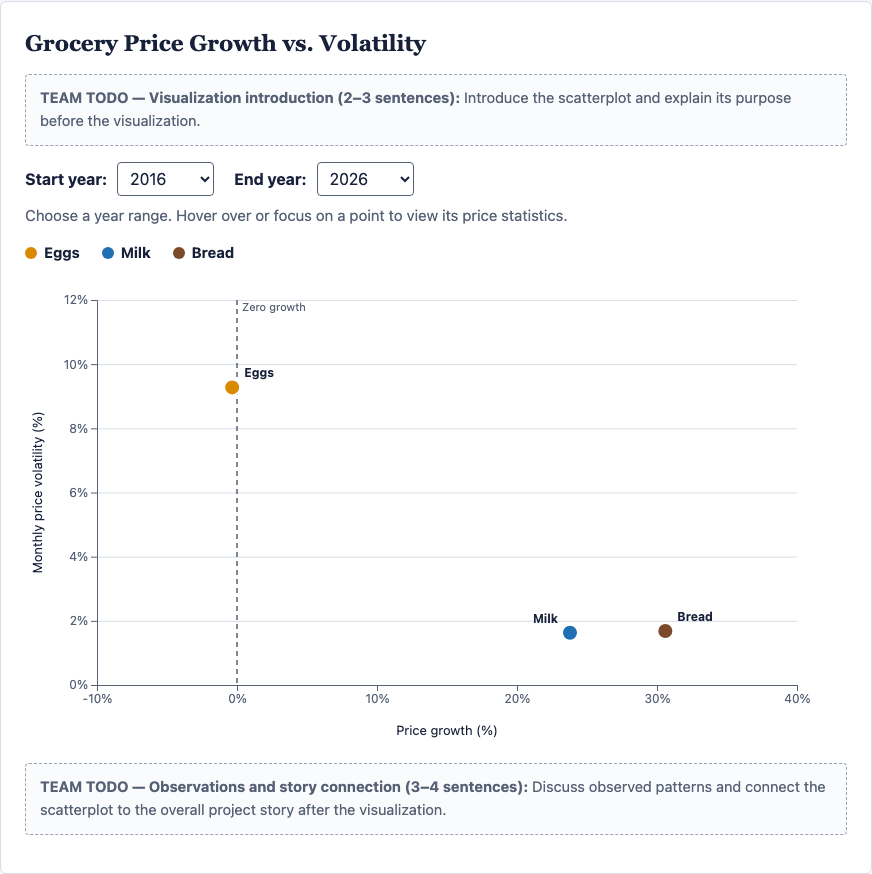 Grocery Price Growth vs. Volatility
TEAM TODO — Visualization introduction (2–3 sentences): Introduce the scatterplot and explain its purpose
before the visualization.
Start year: 2016 End year: 2026
Choose a year range. Hover over or focus on a point to view its price statistics.
Eggs Milk Bread
12%
Zero growth
10%
Eggs
8%
Monthly price volatility (%)
6%
4%
2%
Milk
Bread
0%
-10% 0% 10% 20% 30% 40%
Price growth (%)
TEAM TODO — Observations and story connection (3–4 sentences): Discuss observed patterns and connect the
scatterplot to the overall project story after the visualization.